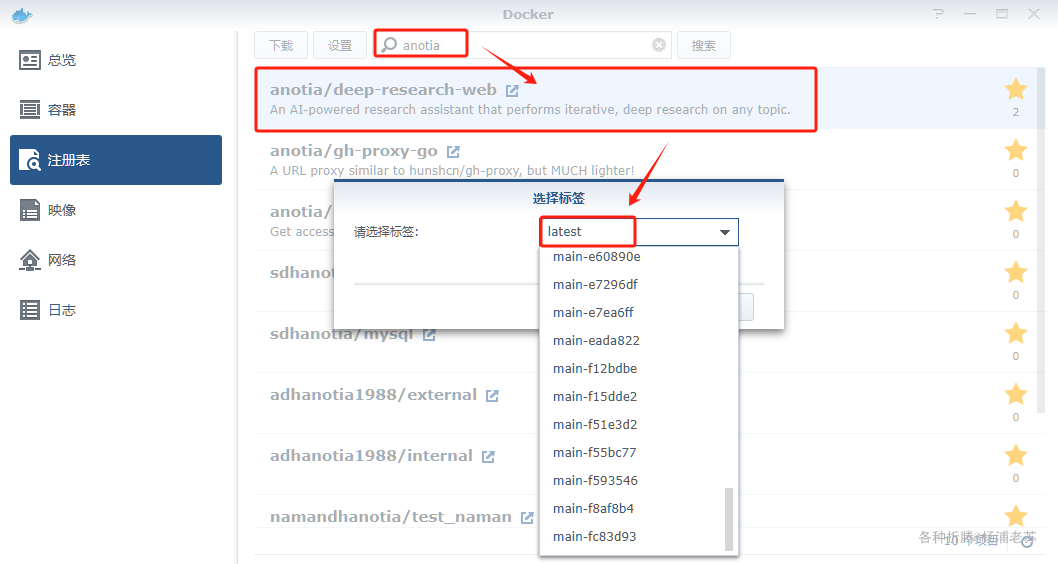 Docker
总览
容器
注册表
映像
网络
日志
下载
设置
anotia
搜索
anotia/deep-research-web
An AI-powered research assistant that performs iterative, deep research on any topic.
2
anotia/gh-proxy-go
A URL proxy similar to hunshcn/gh-proxy, but MUCH lighter!
0
anotia/
Get access
0
sdhanot
0
sdhanotia/mysql
0
adhanotia1988/external
0
adhanotia1988/internal
0
namandhanotia/test_naman
选择标签
请选择标签:
latest
main-e60890e
main-e7296df
main-e7ea6ff
main-eada822
main-f12bdbe
main-f15dde2
main-f51e3d2
main-f55bc77
main-f593546
main-f8af8b4
main-fc83d93
10 个项目
各种折腾@杨浦老苏